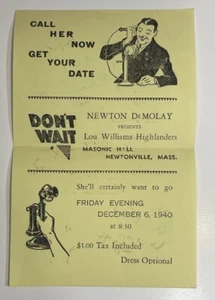 CALL
HER
NOW
GET
YOUR
DATE
DON'T
WAIT
NEWTON DeMOLAY
PRESENTS
Lou Williams Highlanders
MASONIC HALL
NEWTONVILLE, MASS.
She'll certainly want to go
FRIDAY EVENING
DECEMBER 6, 1940
at 8:30
$1.00 Tax Included
Dress Optional